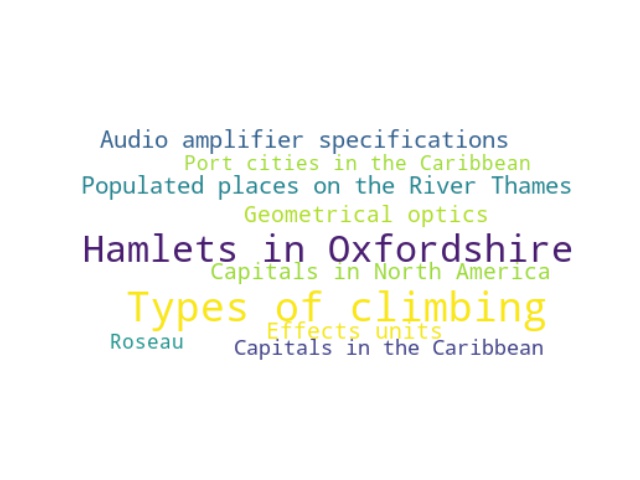 Audio amplifier specifications
Port cities in the Caribbean
Populated places on the River Thames
Geometrical optics
Hamlets in Oxfordshire
Capitals in North America
Types of climbing
Effects units
Roseau
Capitals in the Caribbean